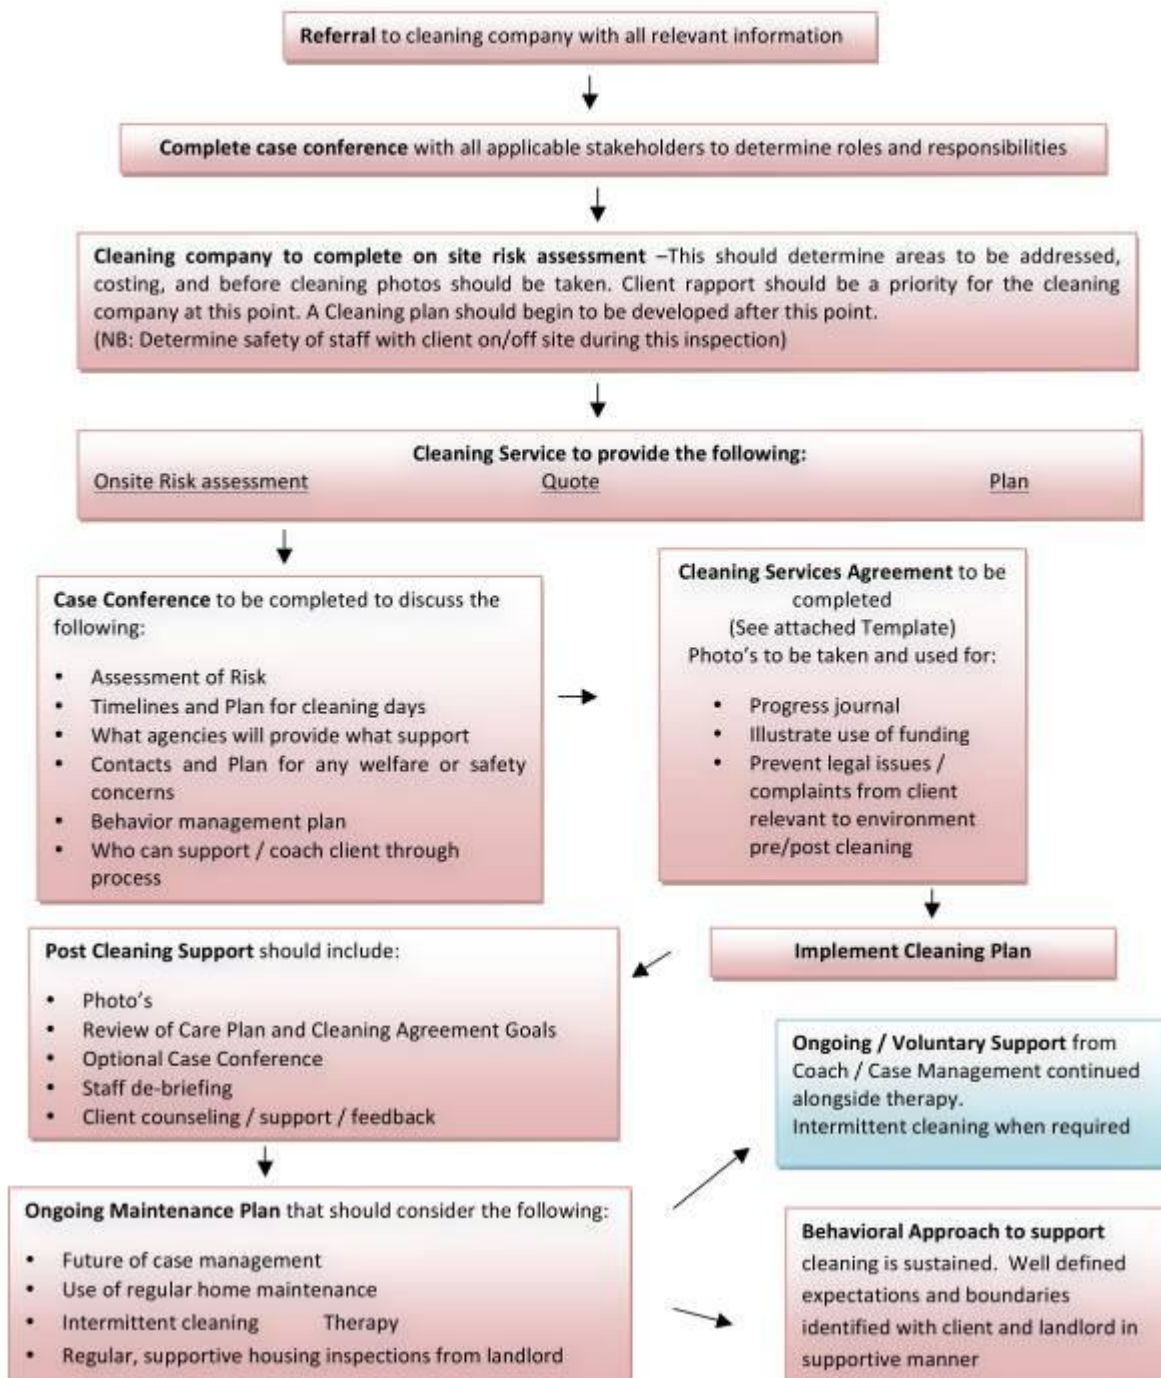 Referral to cleaning company with all relevant information
Complete case conference with all applicable stakeholders to determine roles and responsibilities
Cleaning company to complete on site risk assessment –This should determine areas to be addressed,
costing, and before cleaning photos should be taken. Client rapport should be a priority for the cleaning
company at this point. A Cleaning plan should begin to be developed after this point.
(NB: Determine safety of staff with client on/off site during this inspection)
Cleaning Service to provide the following:
Onsite Risk assessment Quote Plan
Case Conference to be completed to discuss the
following:
• Assessment of Risk
• Timelines and Plan for cleaning days
• What agencies will provide what support
• Contacts and Plan for any welfare or safety
concerns
• Behavior management plan
• Who can support / coach client through
process
Cleaning Services Agreement to be
completed
(See attached Template)
Photo's to be taken and used for:
• Progress journal
• Illustrate use of funding
• Prevent legal issues /
complaints from client
relevant to environment
pre/post cleaning
Implement Cleaning Plan
Post Cleaning Support should include:
• Photo's
• Review of Care Plan and Cleaning Agreement Goals
• Optional Case Conference
• Staff de-briefing
• Client counseling / support / feedback
Ongoing Maintenance Plan that should consider the following:
• Future of case management
• Use of regular home maintenance
• Intermittent cleaning Therapy
• Regular, supportive housing inspections from landlord
Ongoing / Voluntary Support from
Coach / Case Management continued
alongside therapy.
Intermittent cleaning when required
Behavioral Approach to support
cleaning is sustained. Well defined
expectations and boundaries
identified with client and landlord in
supportive manner